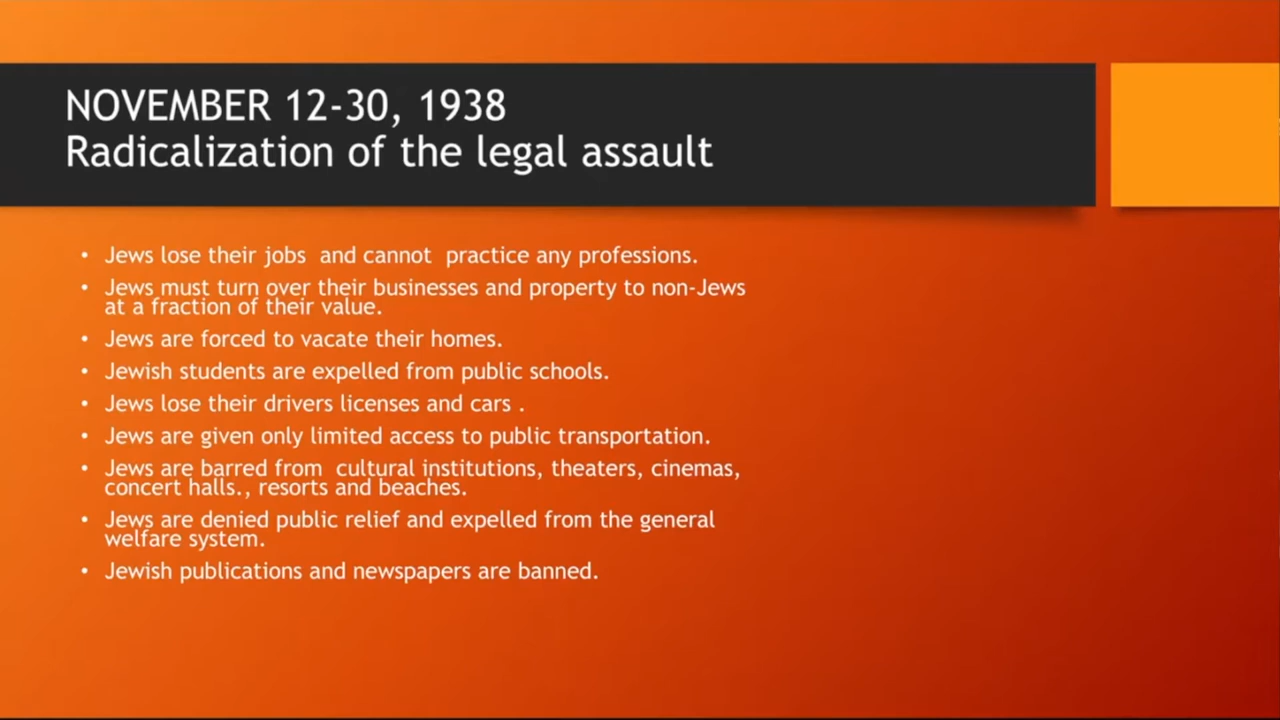 NOVEMBER 12-30, 1938
Radicalization of the legal assault
• Jews lose their jobs  and cannot  practice any professions.
• Jews must turn over their businesses and property to non-Jews
at a fraction of their value.
• Jews are forced to vacate their homes.
• Jewish students are expelled from public schools.
• Jews lose their drivers licenses and cars .
• Jews are given only limited access to public transportation.
• Jews are barred from  cultural institutions, theaters, cinemas,
concert halls., resorts and beaches.
• Jews are denied public relief and expelled from the general
welfare system.
• Jewish publications and newspapers are banned.